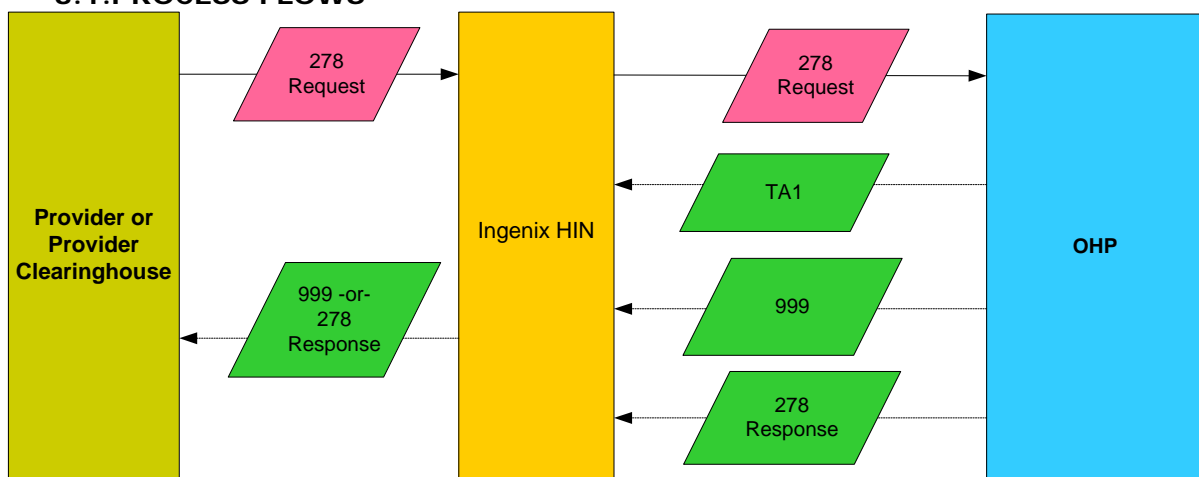 278
Request
278
Request
TA1
Provider or
Provider
Clearinghouse
Ingenix HIN
OHP
999 -or-
278
Response
999
278
Response